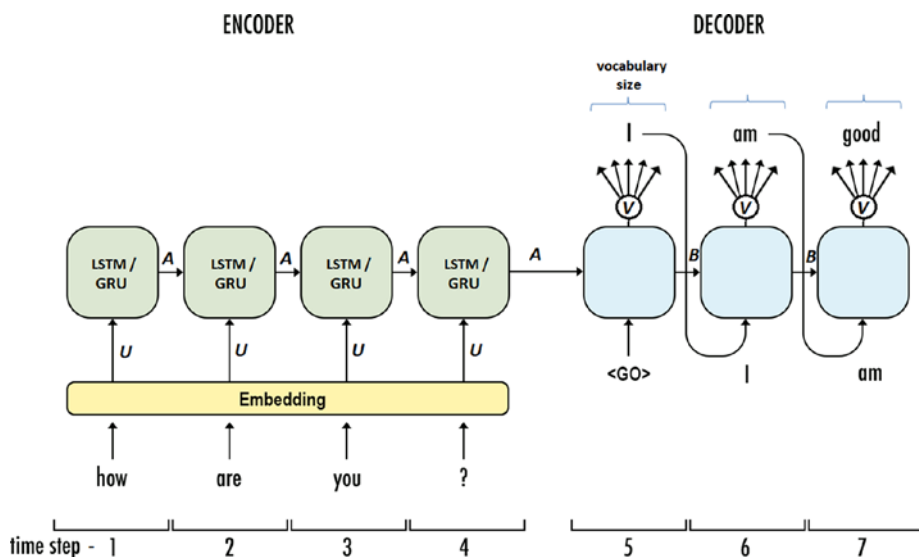 ENCODER DECODER
vocabulary
size
I am good
V V V
LSTM / GRU A LSTM / GRU A LSTM / GRU A LSTM / GRU A B B
U U U U
<GO> I am
Embedding
how are you ?
time step - 1 2 3 4 5 6 7